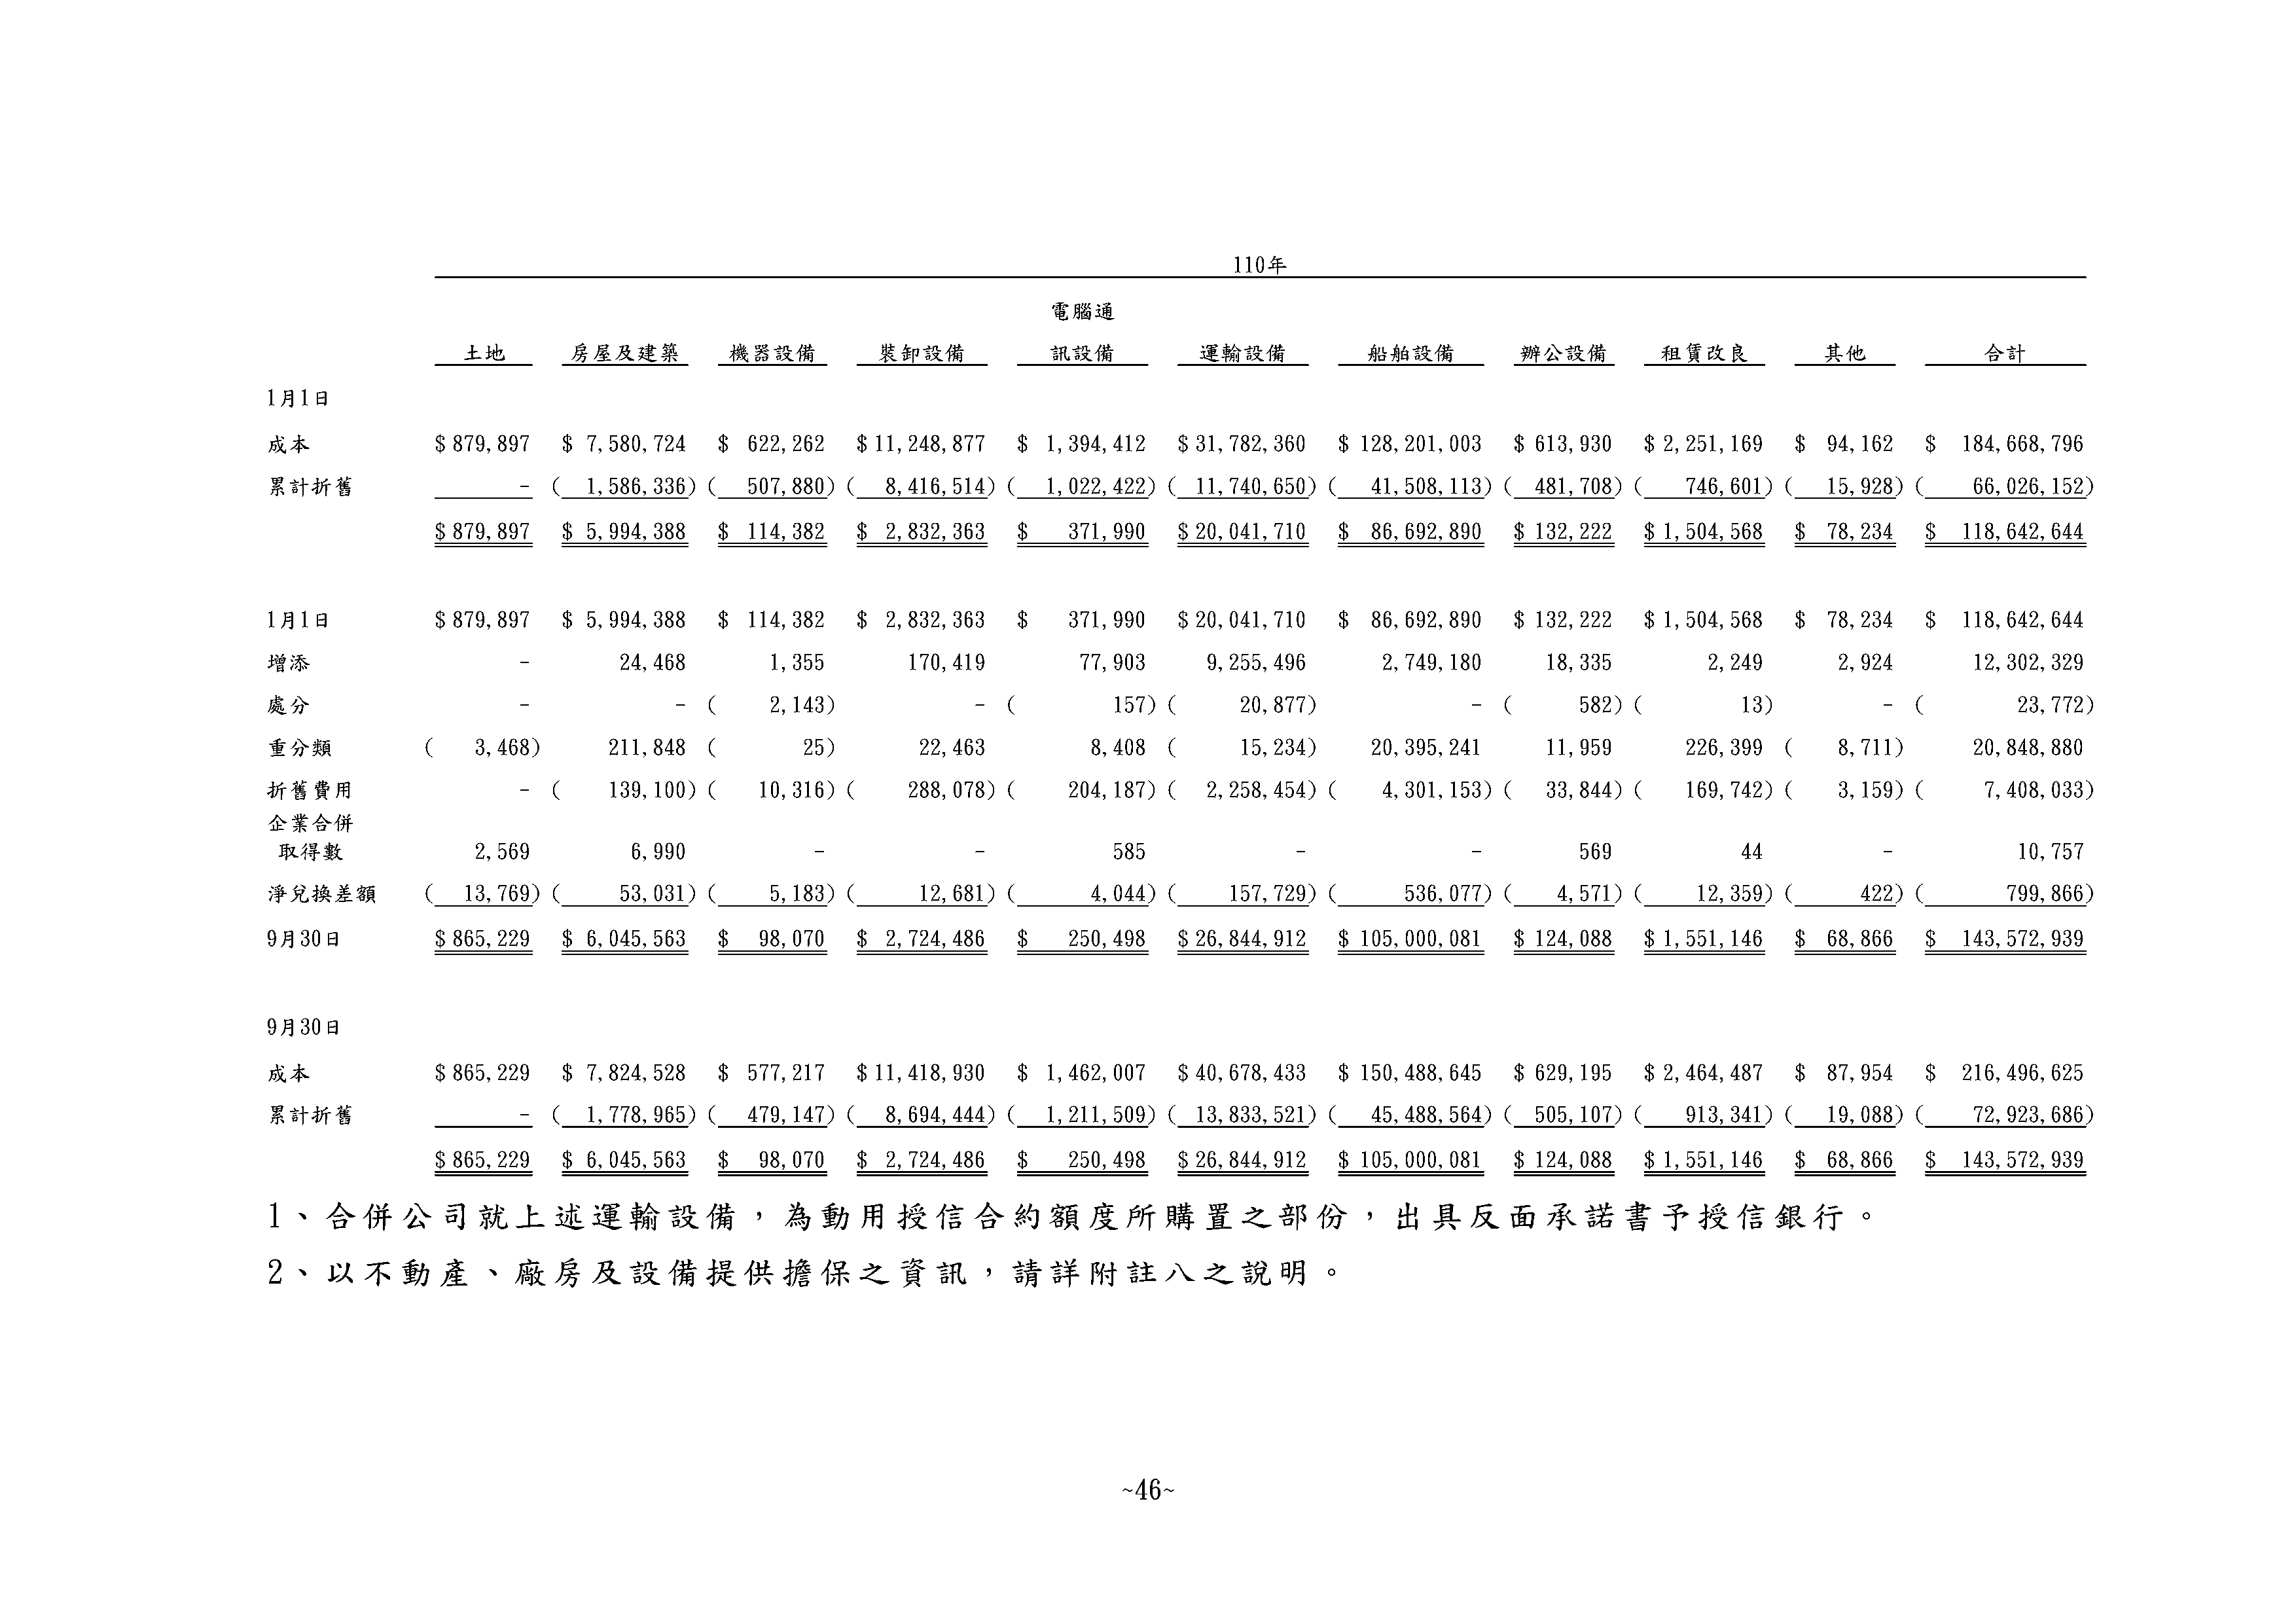 110年
電腦通
土地 房屋及建築 機器設備 裝卸設備 訊設備 運輸設備 船舶設備 辦公設備 租賃改良 其他 合計
1月1日
成本 $ 879,897 $ 7,580,724 $ 622,262 $ 11,248,877 $ 1,394,412 $ 31,782,360 $ 128,201,003 $ 613,930 $ 2,251,169 $ 94,162 $ 184,668,796
累計折舊 - ( 1,586,336) ( 507,880) ( 8,416,514) ( 1,022,422) ( 11,740,650) ( 41,508,113) ( 481,708) ( 746,601) ( 15,928) ( 66,026,152)
$ 879,897 $ 5,994,388 $ 114,382 $ 2,832,363 $ 371,990 $ 20,041,710 $ 86,692,890 $ 132,222 $ 1,504,568 $ 78,234 $ 118,642,644
1月1日 $ 879,897 $ 5,994,388 $ 114,382 $ 2,832,363 $ 371,990 $ 20,041,710 $ 86,692,890 $ 132,222 $ 1,504,568 $ 78,234 $ 118,642,644
增添 - 24,468 1,355 170,419 77,903 9,255,496 2,749,180 18,335 2,249 2,924 12,302,329
處分 - - ( 2,143) - ( 157) ( 20,877) - ( 582) ( 13) - ( 23,772)
重分類 ( 3,468) 211,848 ( 25) 22,463 8,408 ( 15,234) 20,395,241 11,959 226,399 ( 8,711) 20,848,880
折舊費用 - ( 139,100) ( 10,316) ( 288,078) ( 204,187) ( 2,258,454) ( 4,301,153) ( 33,844) ( 169,742) ( 3,159) ( 7,408,033)
企業合併
取得數 2,569 6,990 - - 585 - - 569 44 - 10,757
淨兌換差額 ( 13,769) ( 53,031) ( 5,183) ( 12,681) ( 4,044) ( 157,729) ( 536,077) ( 4,571) ( 12,359) ( 422) ( 799,866)
9月30日 $ 865,229 $ 6,045,563 $ 98,070 $ 2,724,486 $ 250,498 $ 26,844,912 $ 105,000,081 $ 124,088 $ 1,551,146 $ 68,866 $ 143,572,939
9月30日
成本 $ 865,229 $ 7,824,528 $ 577,217 $ 11,418,930 $ 1,462,007 $ 40,678,433 $ 150,488,645 $ 629,195 $ 2,464,487 $ 87,954 $ 216,496,625
累計折舊 - ( 1,778,965) ( 479,147) ( 8,694,444) ( 1,211,509) ( 13,833,521) ( 45,488,564) ( 505,107) ( 913,341) ( 19,088) ( 72,923,686)
$ 865,229 $ 6,045,563 $ 98,070 $ 2,724,486 $ 250,498 $ 26,844,912 $ 105,000,081 $ 124,088 $ 1,551,146 $ 68,866 $ 143,572,939
1、合併公司就上述運輸設備，為動用授信合約額度所購置之部份，出具反面承諾書予授信銀行。
2、以不動產、廠房及設備提供擔保之資訊，請詳附註八之說明。
~46~